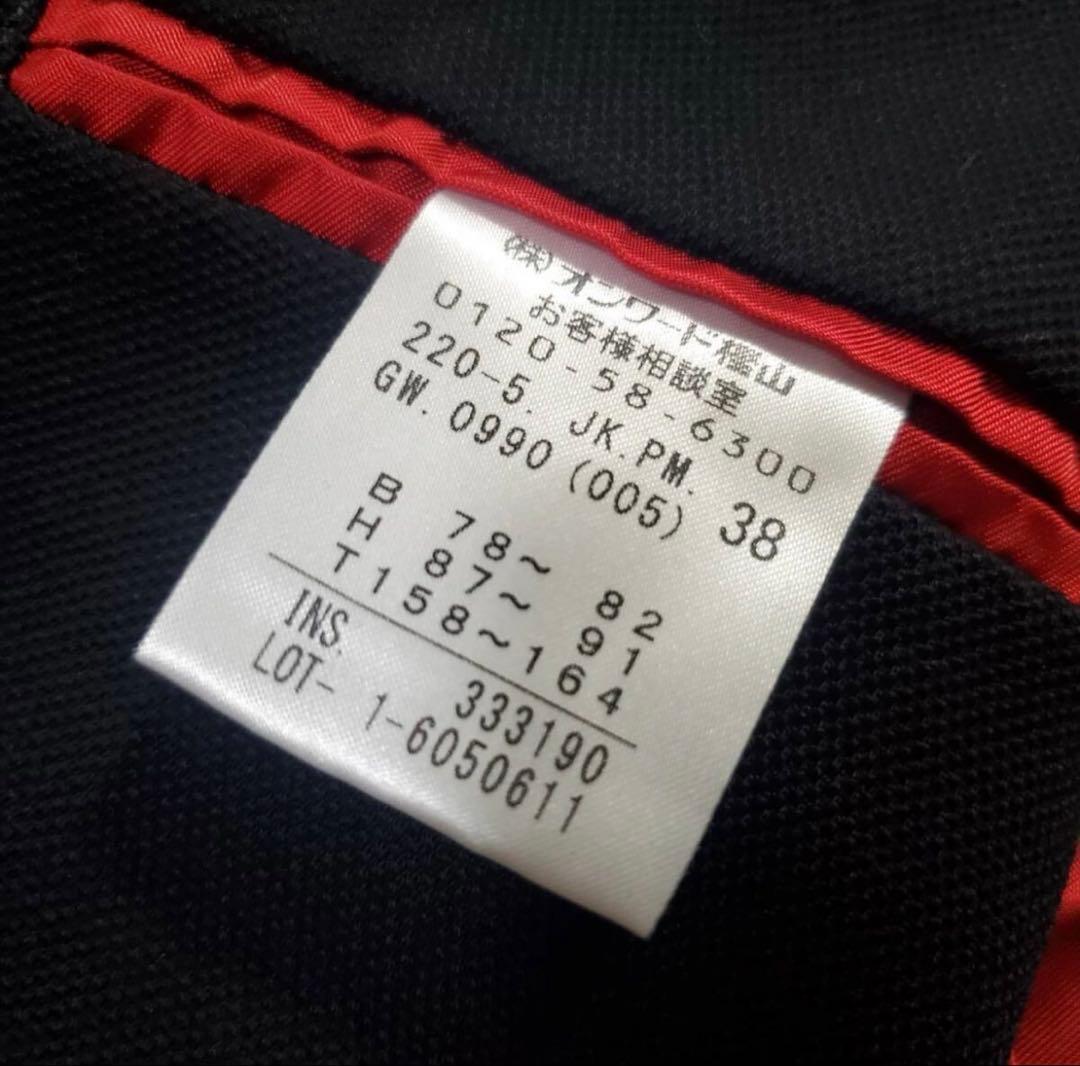 (株)オンワード樫山
お客様相談室
0120-58-6300
220-5. JK.PM.
GW. 0990 (005) 38
B 78~ 82
H 87~ 91
T158~164
INS. 333190
LOT- 1-6050611